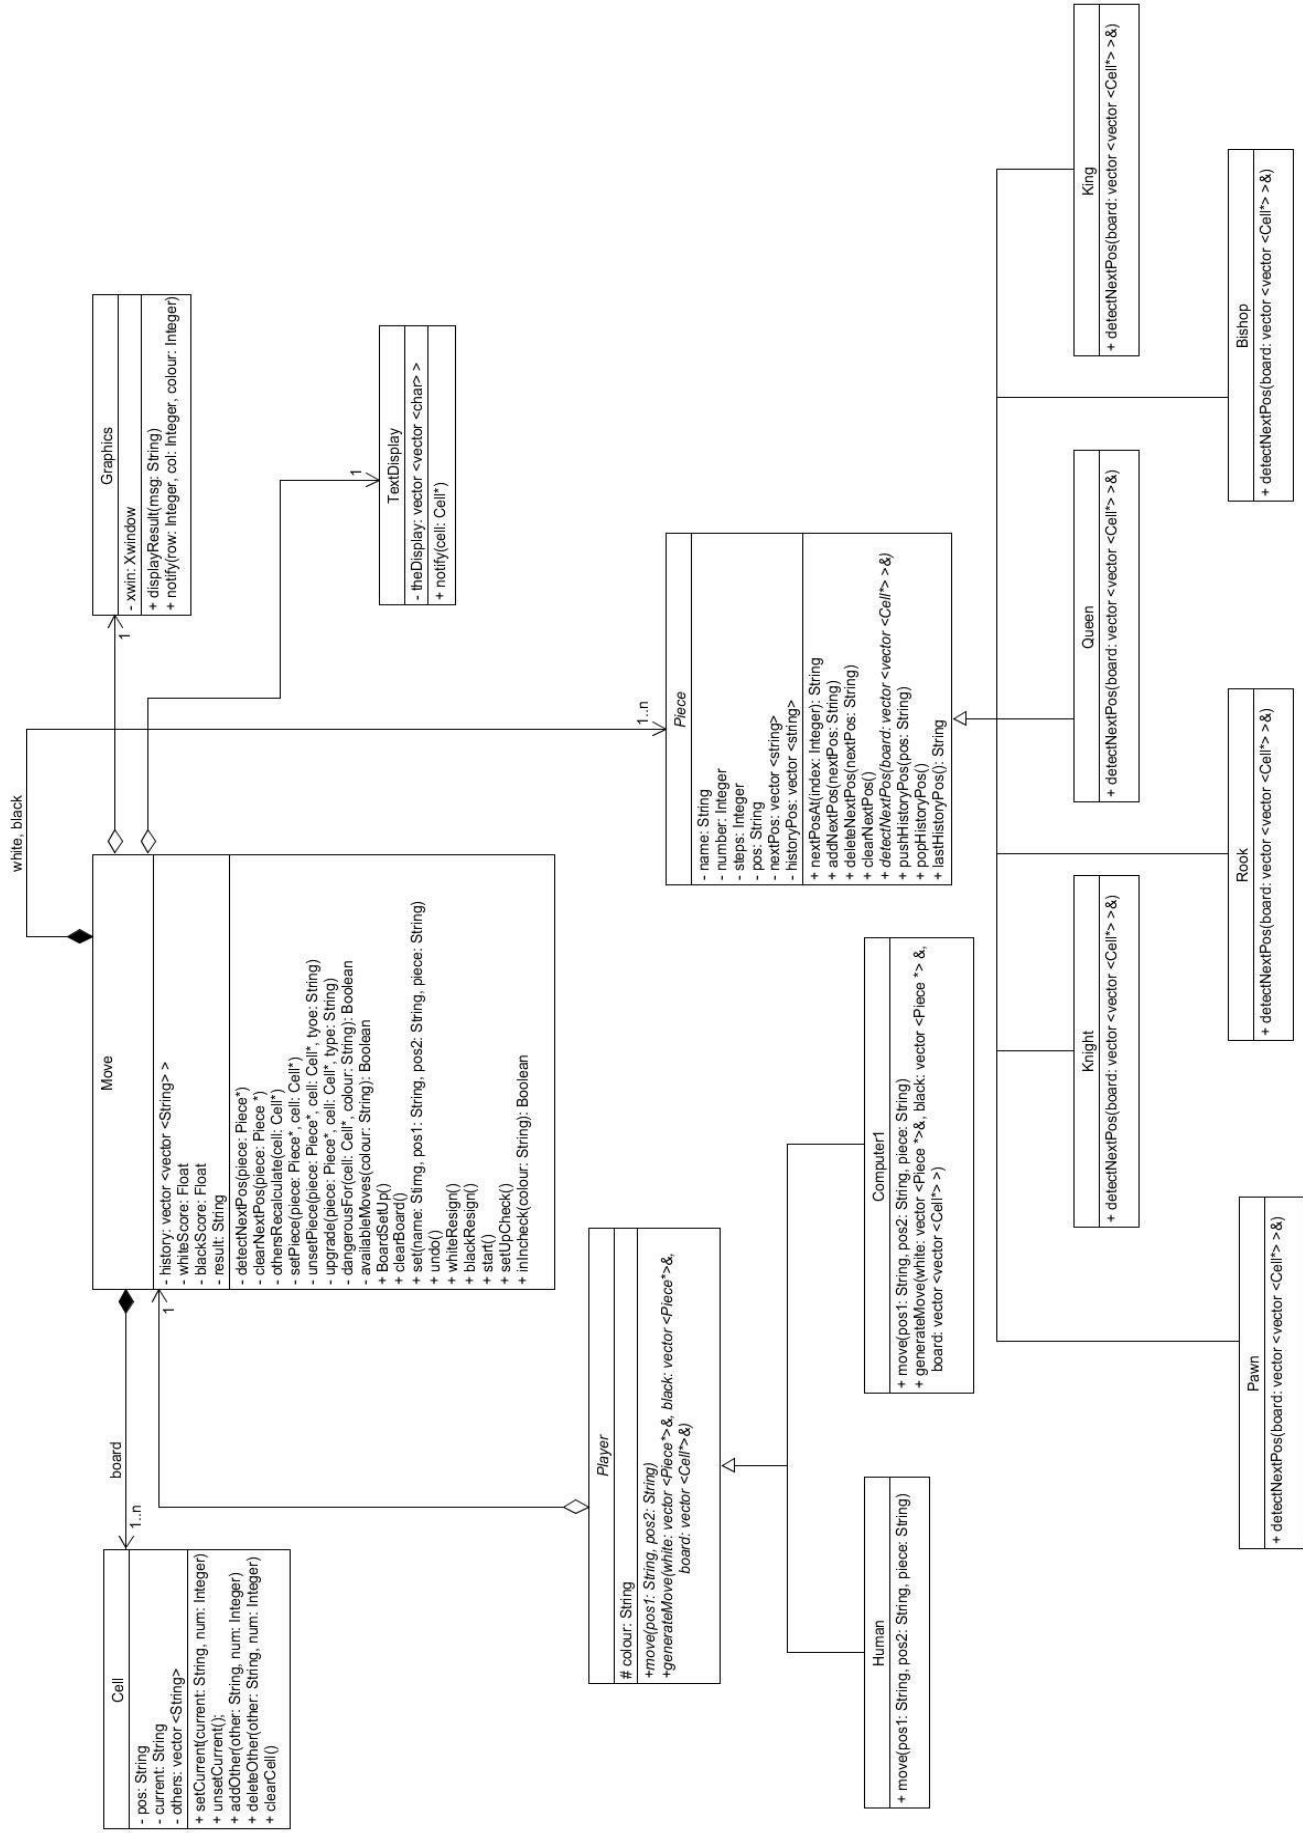 Cell
- pos: String
- current: String
- others: vector <String>
+ setCurrent(current: String, num: Integer)
+ unsetCurrent();
+ addOther(other: String, num: Integer)
+ deleteOther(other: String, num: Integer)
+ clearCell()
board
1..n
Move
- history: vector <vector <String> >
- whiteScore: Float
- blackScore: Float
- result: String
- detectNextPos(piece: Piece*)
- clearNextPos(piece: Piece *)
- othersRecalculate(cell: Cell*)
- setPiece(piece: Piece*, cell: Cell*)
- unsetPiece(piece: Piece*, cell: Cell*, tyoe: String)
- upgrade(piece: Piece*, cell: Cell*, type: String)
- dangerousFor(cell: Cell*, colour: String): Boolean
- availableMoves(colour: String): Boolean
+ BoardSetUp()
+ clearBoard()
+ set(name: String, pos1: String, pos2: String, piece: String)
+ undo()
+ whiteResign()
+ blackResign()
+ start()
+ setUpCheck()
+ inIncheck(colour: String): Boolean
1
white, black
1..n
Graphics
- xwin: Xwindow
+ displayResult(msg: String)
+ notify(row: Integer, col: Integer, colour: Integer)
1
TextDisplay
- theDisplay: vector <vector <char> >
+ notify(cell: Cell*)
1
Player
# colour: String
+move(pos1: String, pos2: String)
+generateMove(white: vector <Piece*>&, black: vector <Piece*>&,
board: vector <Cell*>&)
Piece
- name: String
- number: Integer
- steps: Integer
- pos: String
- nextPos: vector <string>
- historyPos: vector <string>
+ nextPosAt(index: Integer): String
+ addNextPos(nextPos: String)
+ deleteNextPos(nextPos: String)
+ clearNextPos()
+ detectNextPos(board: vector <vector <Cell*> >&)
+ pushHistoryPos(pos: String)
+ popHistoryPos()
+ lastHistoryPos(): String
Human
+ move(pos1: String, pos2: String, piece: String)
Computer1
+ move(pos1: String, pos2: String, piece: String)
+ generateMove(white: vector <Piece *>&, black: vector <Piece *> &,
board: vector <vector <Cell*> >)
Knight
+ detectNextPos(board: vector <vector <Cell*> >&)
Queen
+ detectNextPos(board: vector <vector <Cell*> >&)
King
+ detectNextPos(board: vector <vector <Cell*> >&)
Pawn
+ detectNextPos(board: vector <vector <Cell*> >&)
Rook
+ detectNextPos(board: vector <vector <Cell*> >&)
Bishop
+ detectNextPos(board: vector <vector <Cell*> >&)